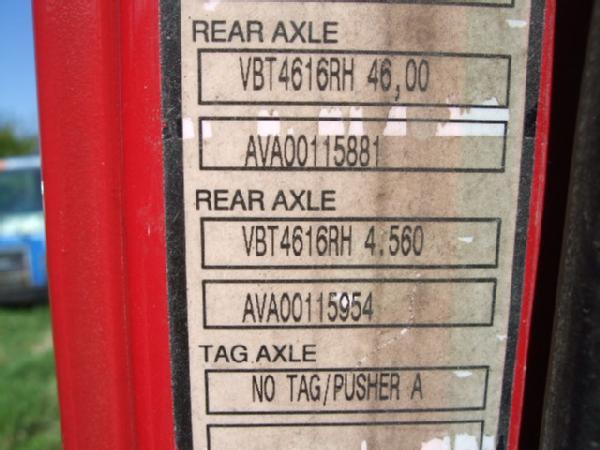 REAR AXLE
VBT4616RH 46,00
AVA00115881
REAR AXLE
VBT4616RH 4.560
AVA00115954
TAG AXLE
NO TAG/PUSHER A